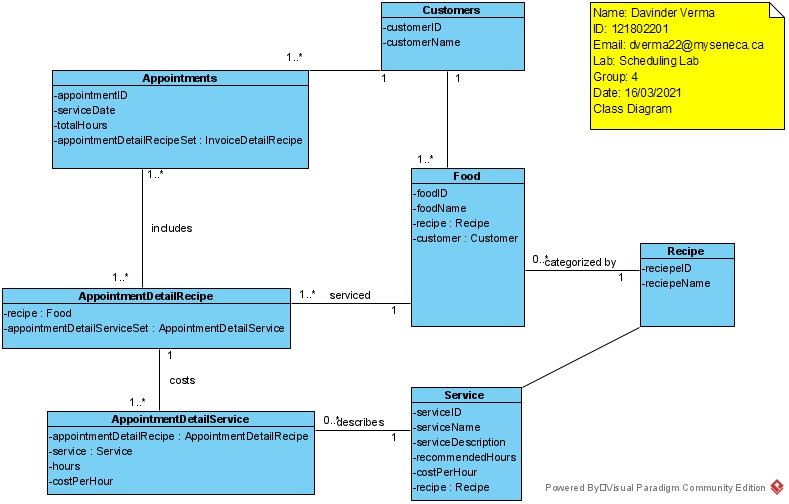 Customers
-customerID
-customerName
Name: Davinder Verma
ID: 121802201
Email: dverma22@myseneca.ca
Lab: Scheduling Lab
Group: 4
Date: 16/03/2021
Class Diagram
1..*
1
1
Appointments
-appointmentID
-serviceDate
-totalHours
-appointmentDetailRecipeSet : InvoiceDetailRecipe
1..*
includes
1..*
1..*
Food
-foodID
-foodName
-recipe : Recipe
-customer : Customer
0..*
categorized by
1
Recipe
-reciepeID
-reciepeName
AppointmentDetailRecipe
-recipe : Food
-appointmentDetailServiceSet : AppointmentDetailService
1..*
serviced
1
1
costs
1..*
AppointmentDetailService
-appointmentDetailRecipe : AppointmentDetailRecipe
-service : Service
-hours
-costPerHour
0..*
describes
1
Service
-serviceID
-serviceName
-serviceDescription
-recommendedHours
-costPerHour
-recipe : Recipe
Powered By Visual Paradigm Community Edition